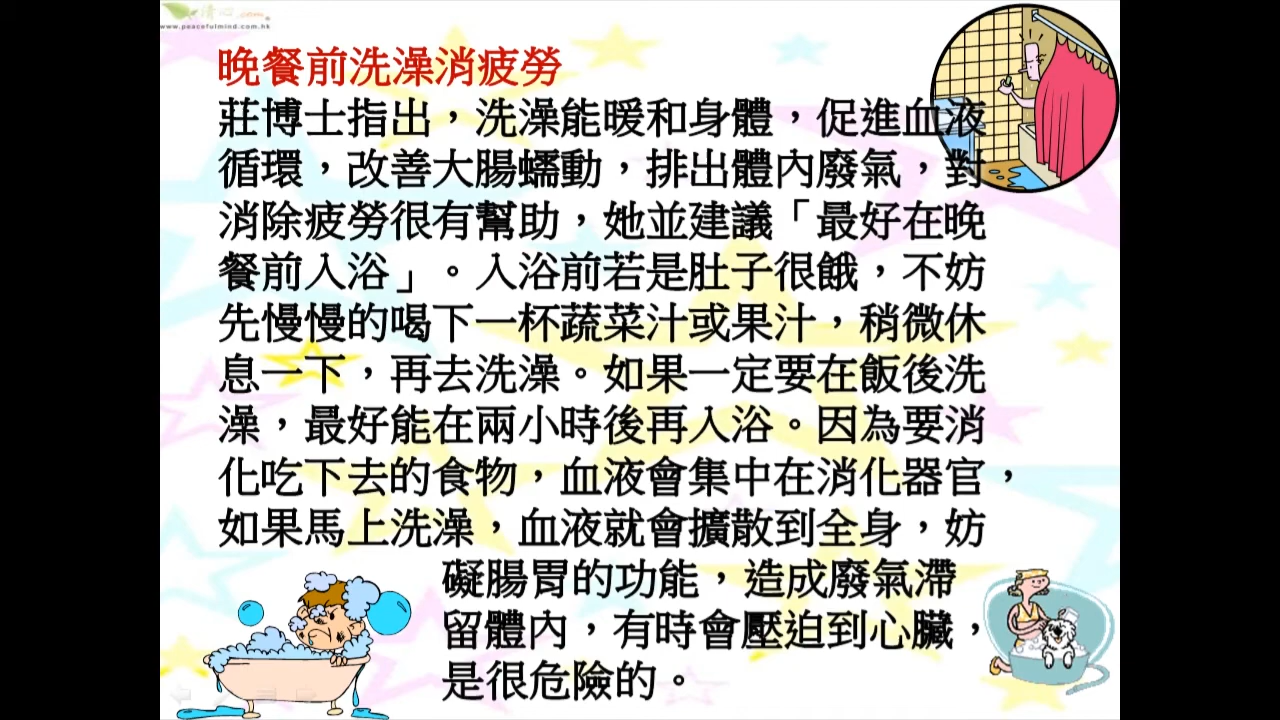 清心.com
www.peacefulmind.com.hk
晚餐前洗澡消疲勞
莊博士指出，洗澡能暖和身體，促進血液
循環，改善大腸蠕動，排出體內廢氣，對
消除疲勞很有幫助，她並建議「最好在晚
餐前入浴」。入浴前若是肚子很餓，不妨
先慢慢的喝下一杯蔬菜汁或果汁，稍微休
息一下，再去洗澡。如果一定要在飯後洗
澡，最好能在兩小時後再入浴。因為要消
化吃下去的食物，血液會集中在消化器官，
如果馬上洗澡，血液就會擴散到全身，妨
礙腸胃的功能，造成廢氣滯
留體內，有時會壓迫到心臟，
是很危險的。